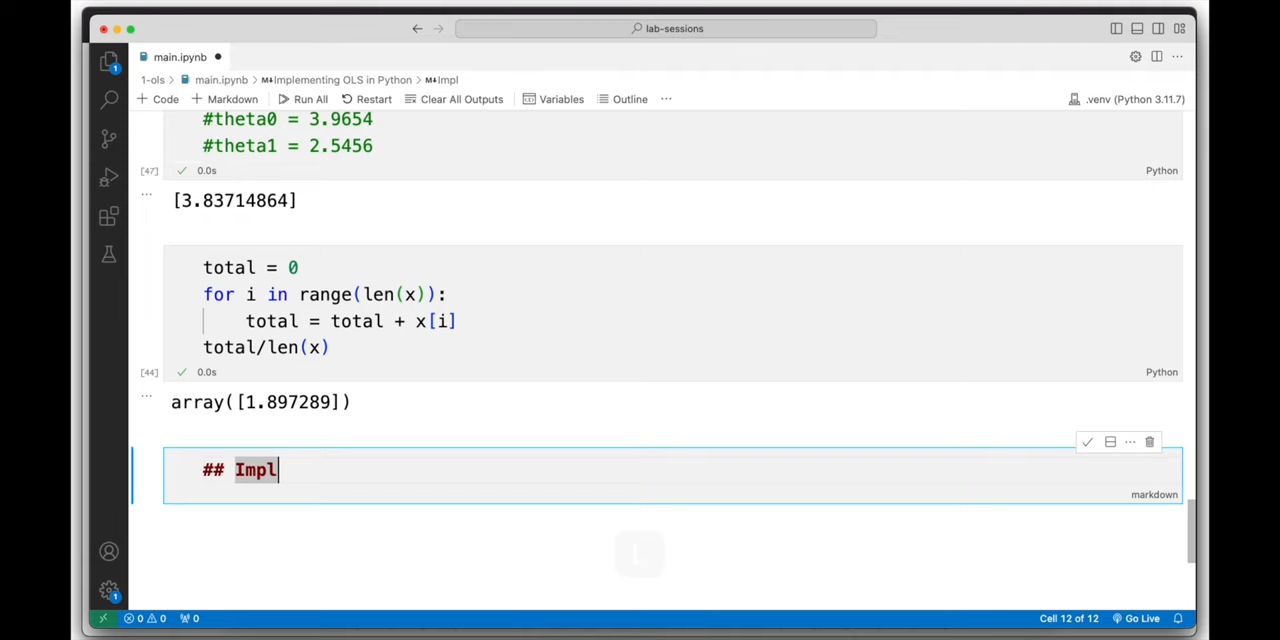 lab-sessions
main.ipynb
1-ols > main.ipynb > Implementing OLS in Python > Impl
+ Code + Markdown Run All Restart Clear All Outputs Variables Outline ... .venv (Python 3.11.7)
#theta0 = 3.9654
#theta1 = 2.5456
[47] 0.0s Python
[3.83714864]
total = 0
for i in range(len(x)):
total = total + x[i]
total/len(x)
[44] 0.0s Python
array([1.897289])
## Impl
markdown
1
1
0 0 0 Cell 12 of 12 Go Live